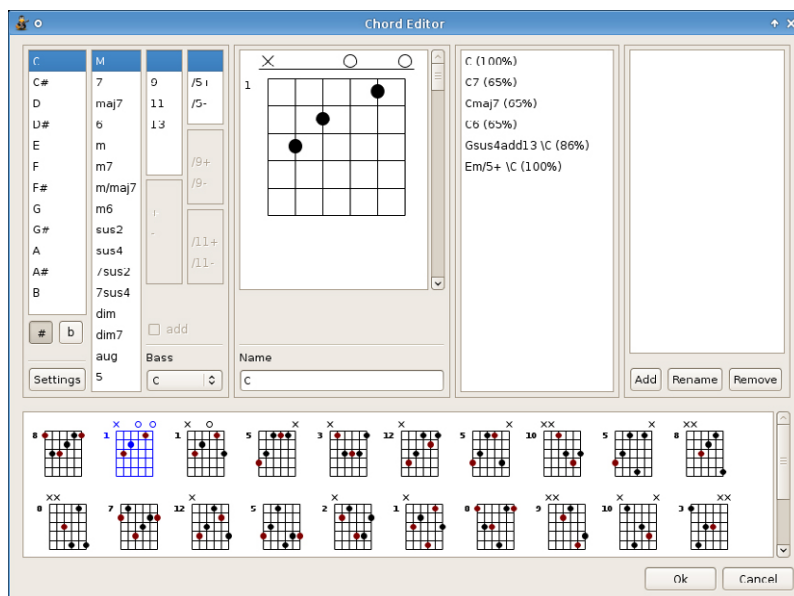 Chord Editor
C
C#
D
D#
E
F
F#
G
G#
A
A#
B
# b
Settings
M
7
maj7
6
m
m7
m/maj7
m6
sus2
sus4
7sus2
7sus4
dim
dim7
aug
5
9
11
13
+
-
add
Bass
C
/5+
/5-
/9+
/9-
/11+
/11-
1
Name
C
C (100%)
C7 (65%)
Cmaj7 (65%)
C6 (65%)
Gsus4add13 \C (86%)
Em/5+ \C (100%)
Add Rename Remove
8 1 1 5 3 12 5 10 5 8
8 7 12 5 2 1 8 9 10 3
Ok Cancel